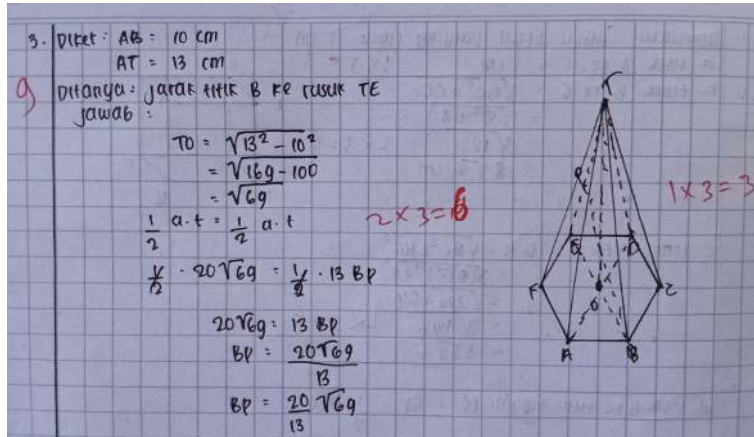 3. Diket : AB = 10 cm
AT = 13 cm
9
Ditanya : jarak titik B ke rusuk TE
jawab :
TO = √13² - 10²
= √169 - 100
= √69
1/2 a.t = 1/2 a.t
2 x 3 = 6
1 x 3 = 3
1/2 · 20√69 = 1/2 · 13 BP
20√69 = 13 BP
BP = 20√69/13
BP = 20/13 √69
T
P
E D
F O C
A B